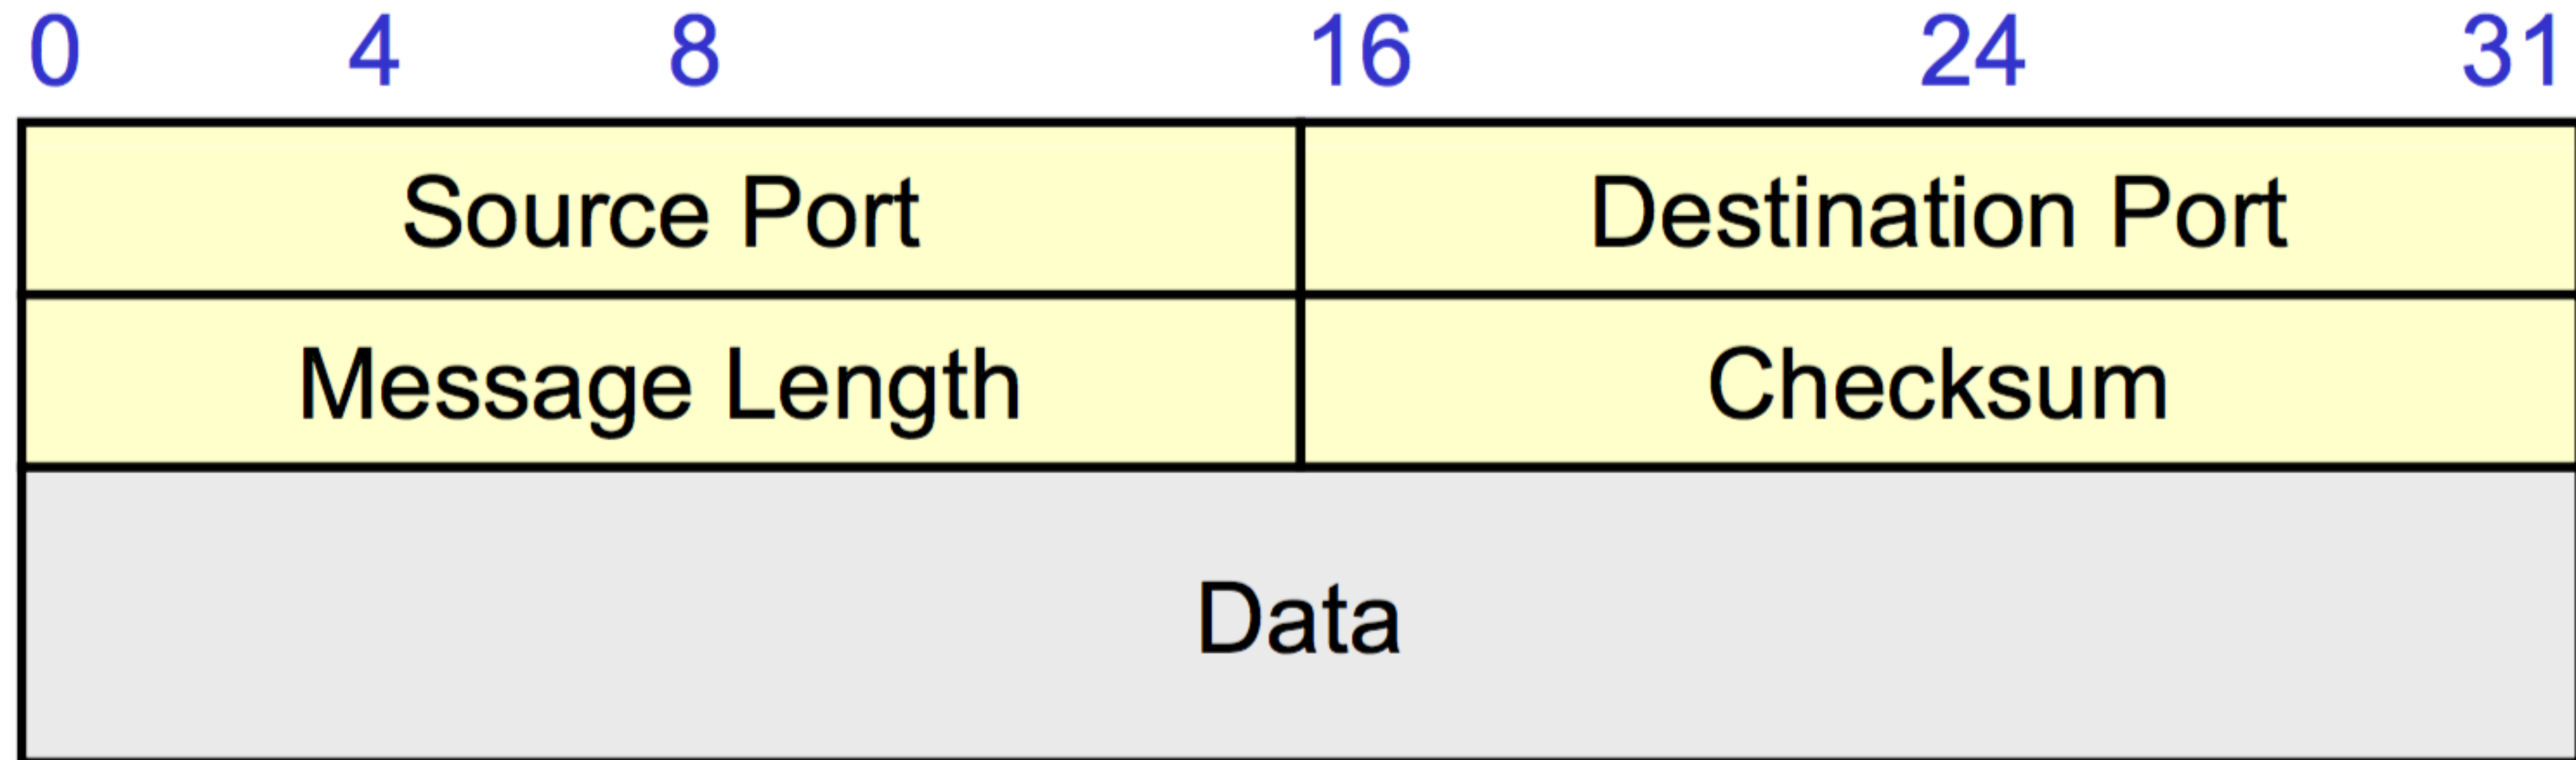 0 4 8 16 24 31
Source Port Destination Port
Message Length Checksum
Data